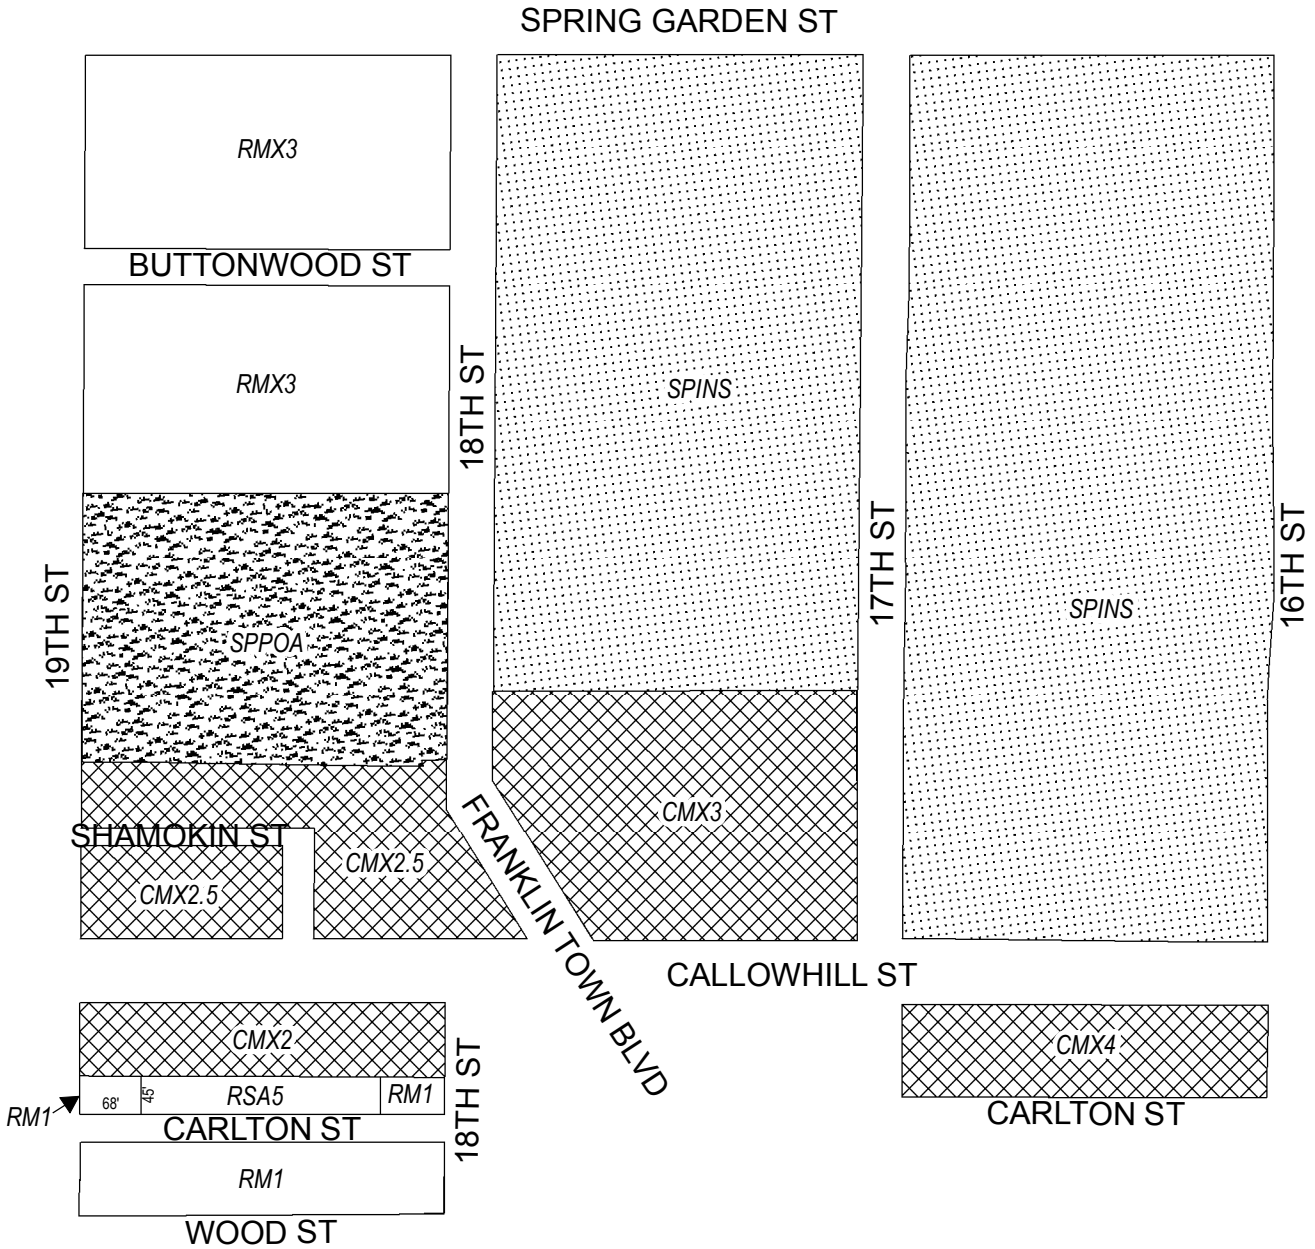 SPRING GARDEN ST
RMX3
BUTTONWOOD ST
RMX3
18TH ST
SPINS
17TH ST
16TH ST
19TH ST
SPINS
SPPOA
CMX3
SHAMOKIN ST
CMX2.5
CMX2.5
FRANKLIN TOWN BLVD
CALLOWHILL ST
CMX2
CMX4
RM1
68'
45'
RSA5
RM1
18TH ST
CARLTON ST
CARLTON ST
RM1
WOOD ST